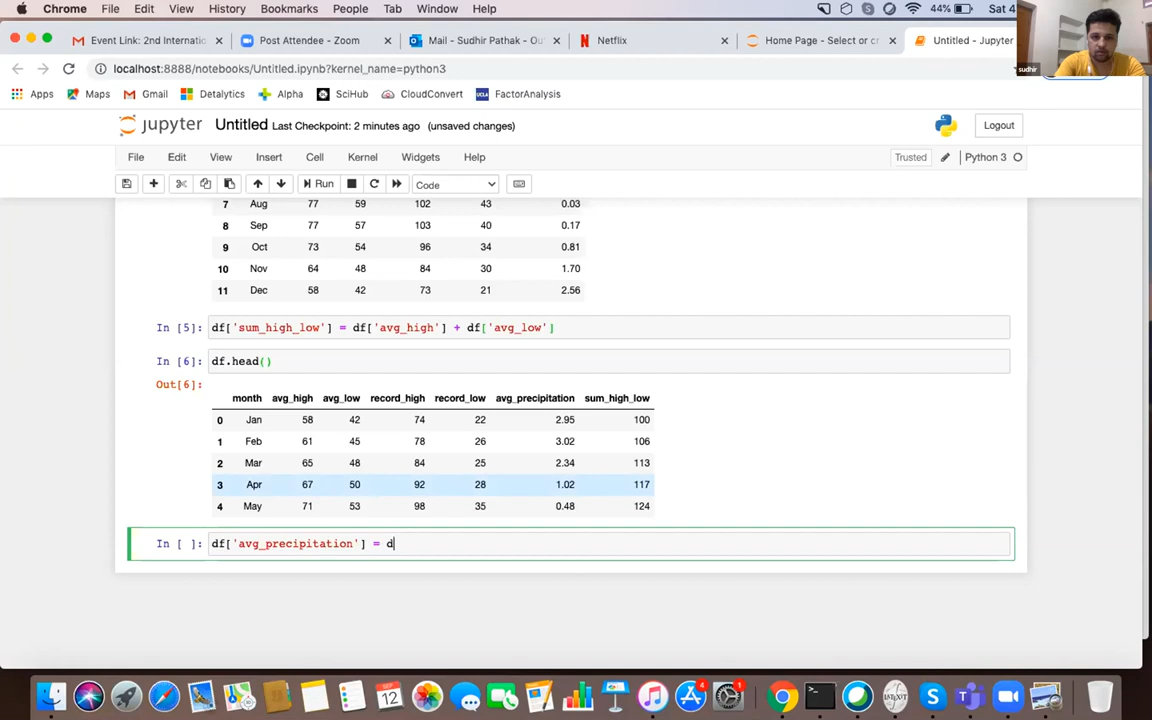 Chrome File Edit View History Bookmarks People Tab Window Help 44% Sat 4
Event Link: 2nd Internatio × Post Attendee - Zoom × Mail - Sudhir Pathak - Ou × Netflix × Home Page - Select or cr × Untitled - Jupyter
sudhir
localhost:8888/notebooks/Untitled.ipynb?kernel_name=python3
Apps Maps Gmail Detalytics Alpha SciHub CloudConvert UCLA FactorAnalysis
jupyter Untitled Last Checkpoint: 2 minutes ago (unsaved changes) Logout
File Edit View Insert Cell Kernel Widgets Help Trusted Python 3
Run Code
7 Aug 77 59 102 43 0.03
8 Sep 77 57 103 40 0.17
9 Oct 73 54 96 34 0.81
10 Nov 64 48 84 30 1.70
11 Dec 58 42 73 21 2.56
In [5]: df['sum_high_low'] = df['avg_high'] + df['avg_low']
In [6]: df.head()
Out[6]:
month avg_high avg_low record_high record_low avg_precipitation sum_high_low
0 Jan 58 42 74 22 2.95 100
1 Feb 61 45 78 26 3.02 106
2 Mar 65 48 84 25 2.34 113
3 Apr 67 50 92 28 1.02 117
4 May 71 53 98 35 0.48 124
In [ ]: df['avg_precipitation'] = d
SEP 12 4 1